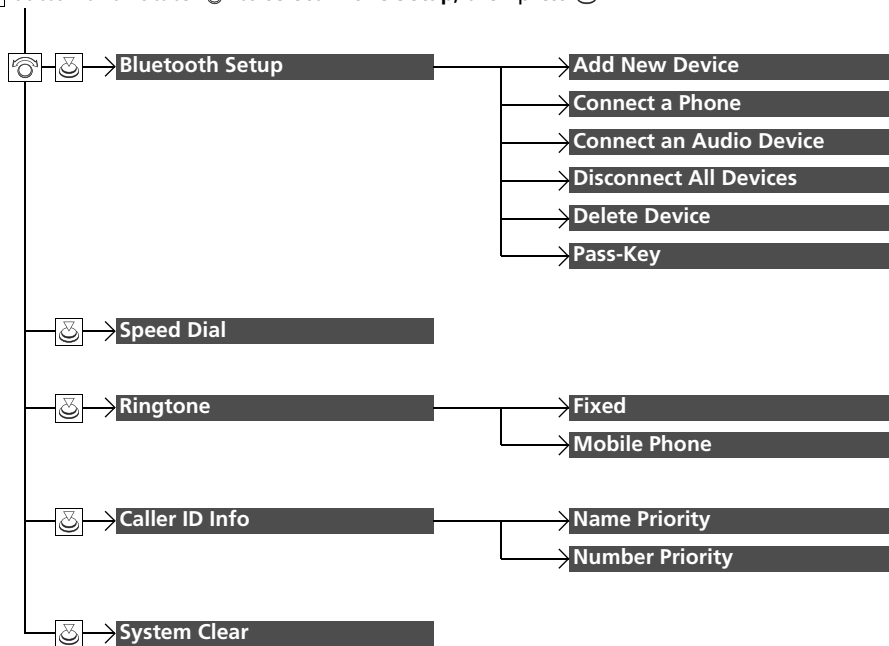 Bluetooth Setup
Add New Device
Connect a Phone
Connect an Audio Device
Disconnect All Devices
Delete Device
Pass-Key
Speed Dial
Ringtone
Fixed
Mobile Phone
Caller ID Info
Name Priority
Number Priority
System Clear